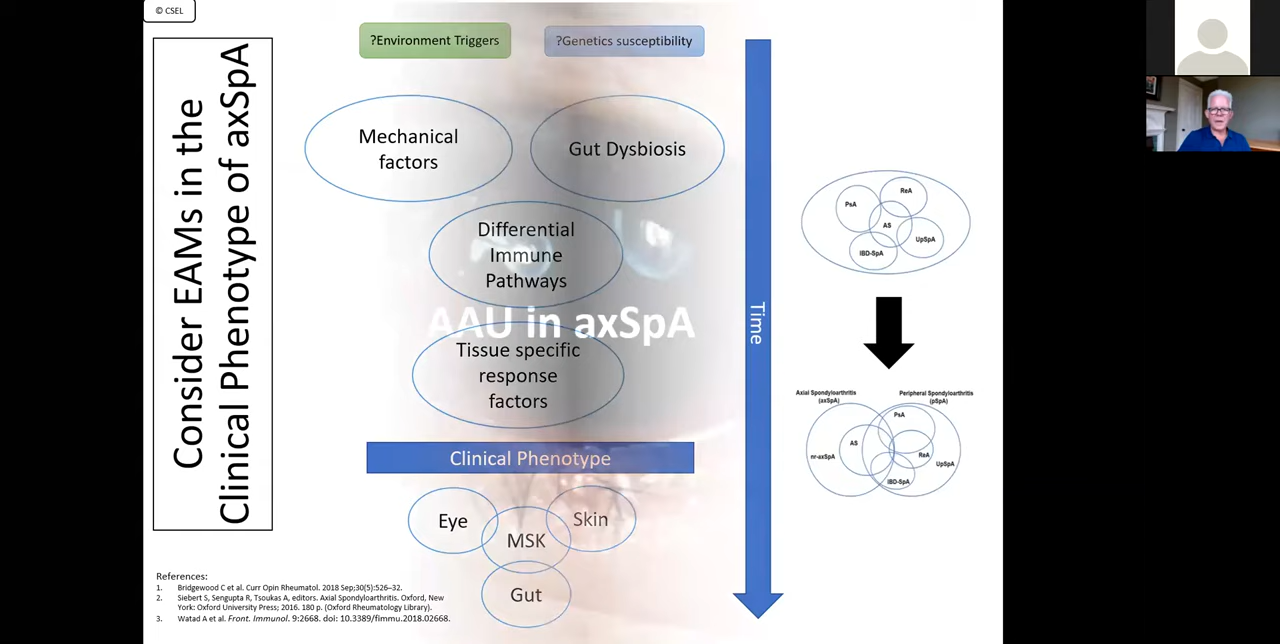 © CSEL
Consider EAMs in the
Clinical Phenotype of axSpA
?Environment Triggers
?Genetics susceptibility
Mechanical
factors
Gut Dysbiosis
Differential
Immune
Pathways
AAU in axSpA
Tissue specific
response
factors
Clinical Phenotype
Eye
Skin
MSK
Gut
Time
PsA
ReA
AS
UpSpA
IBD-SpA
Axial Spondyloarthritis
(axSpA)
Peripheral Spondyloarthritis
(pSpA)
PsA
AS
nr-axSpA
ReA
UpSpA
IBD-SpA
References:
1. Bridgewood C et al. Curr Opin Rheumatol. 2018 Sep;30(5):526–32.
2. Siebert S, Sengupta R, Tsoukas A, editors. Axial Spondyloarthritis. Oxford, New
York: Oxford University Press; 2016. 180 p. (Oxford Rheumatology Library).
3. Watad A et al. Front. Immunol. 9:2668. doi: 10.3389/fimmu.2018.02668.